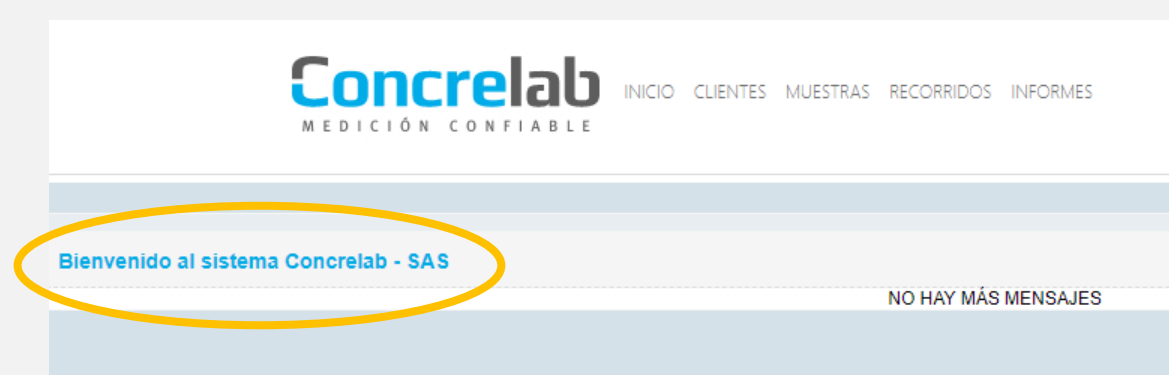 Concrelab
MEDICIÓN CONFIABLE
INICIO CLIENTES MUESTRAS RECORRIDOS INFORMES
Bienvenido al sistema Concrelab - SAS
NO HAY MÁS MENSAJES